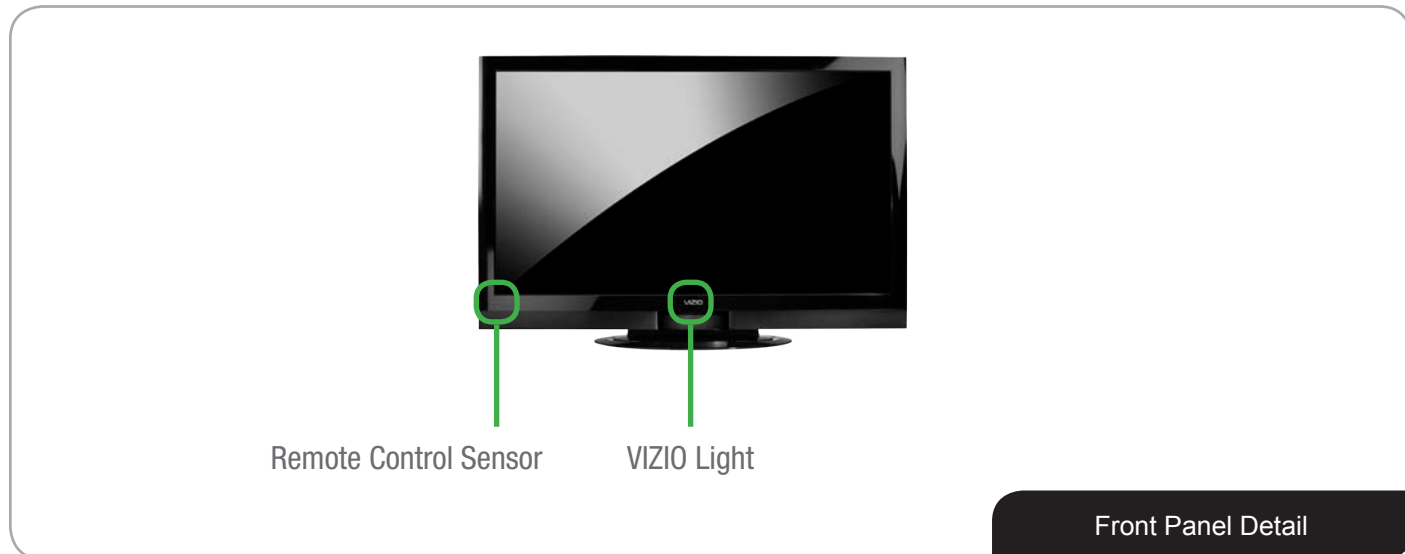 VIZIO
Remote Control Sensor
VIZIO Light
Front Panel Detail